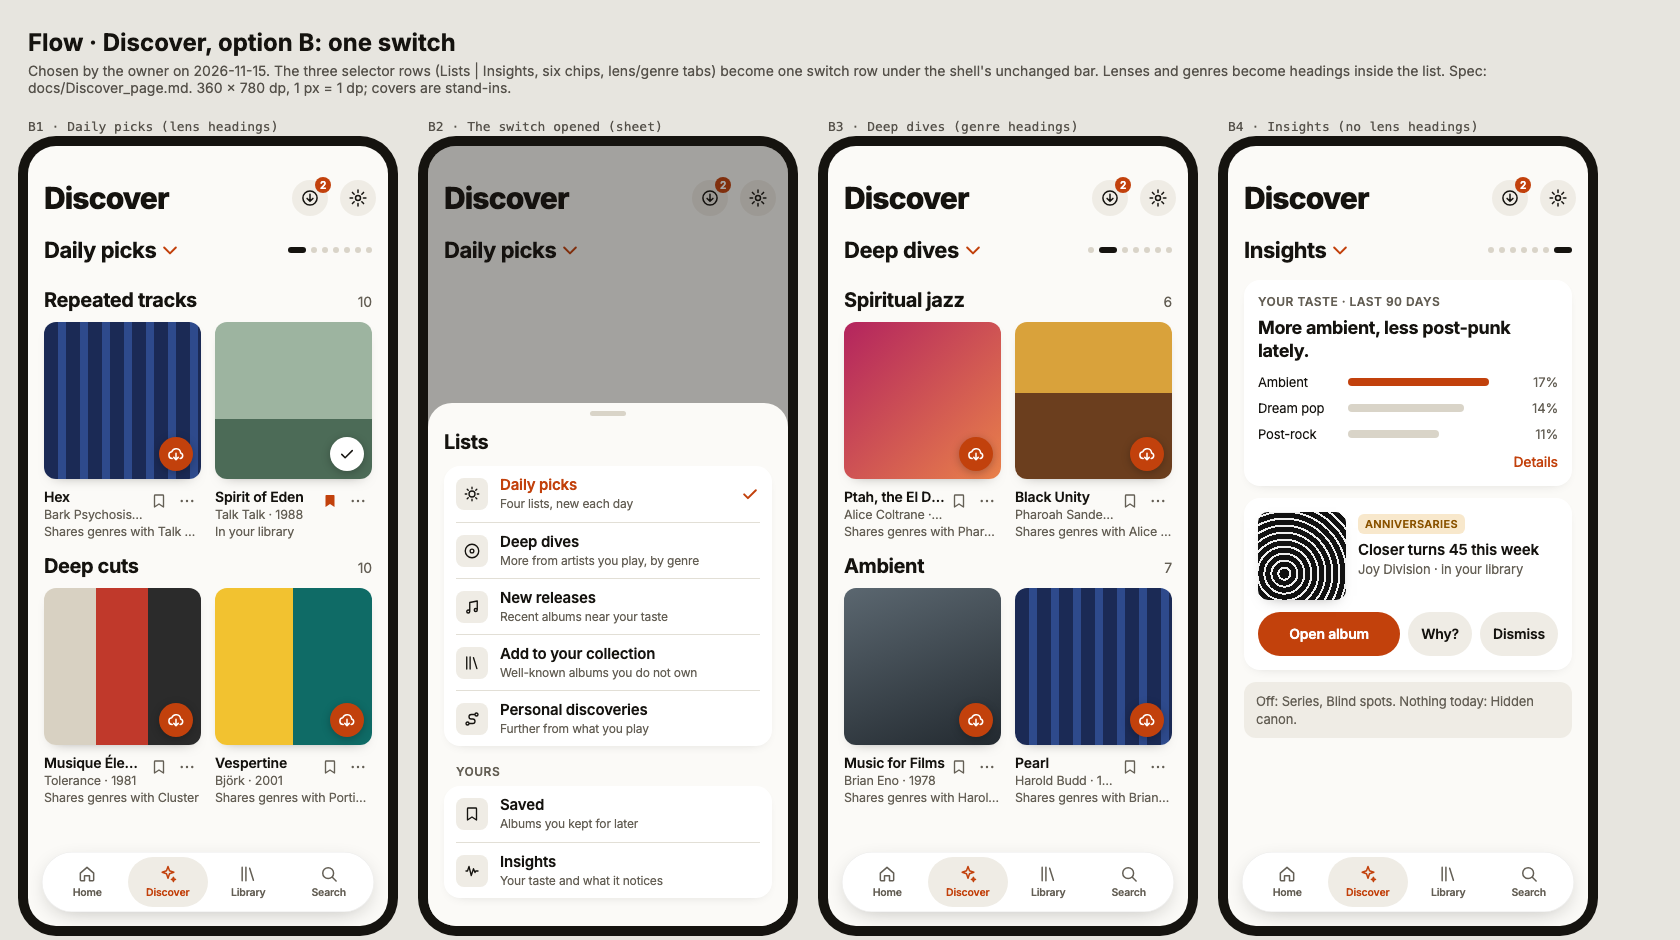 Flow · Discover, option B: one switch
Chosen by the owner on 2026-11-15. The three selector rows (Lists | Insights, six chips, lens/genre tabs) become one switch row under the shell's unchanged bar. Lenses and genres become headings inside the list. Spec:
docs/Discover_page.md. 360 × 780 dp, 1 px = 1 dp; covers are stand-ins.
B1 · Daily picks (lens headings)
Discover
2
Daily picks
Repeated tracks
10
Hex
Bark Psychosis...
Shares genres with Talk ...
Spirit of Eden
Talk Talk · 1988
In your library
Deep cuts
10
Musique Éle...
Tolerance · 1981
Shares genres with Cluster
Vespertine
Björk · 2001
Shares genres with Porti...
Home
Discover
Library
Search
B2 · The switch opened (sheet)
Discover
2
Daily picks
Lists
Daily picks
Four lists, new each day
Deep dives
More from artists you play, by genre
New releases
Recent albums near your taste
Add to your collection
Well-known albums you do not own
Personal discoveries
Further from what you play
YOURS
Saved
Albums you kept for later
Insights
Your taste and what it notices
B3 · Deep dives (genre headings)
Discover
2
Deep dives
Spiritual jazz
6
Ptah, the El D...
Alice Coltrane ·...
Shares genres with Phar...
Black Unity
Pharoah Sande...
Shares genres with Alice ...
Ambient
7
Music for Films
Brian Eno · 1978
Shares genres with Harol...
Pearl
Harold Budd · 1...
Shares genres with Brian...
Home
Discover
Library
Search
B4 · Insights (no lens headings)
Discover
2
Insights
YOUR TASTE · LAST 90 DAYS
More ambient, less post-punk
lately.
Ambient
17%
Dream pop
14%
Post-rock
11%
Details
ANNIVERSARIES
Closer turns 45 this week
Joy Division · in your library
Open album
Why?
Dismiss
Off: Series, Blind spots. Nothing today: Hidden
canon.
Home
Discover
Library
Search